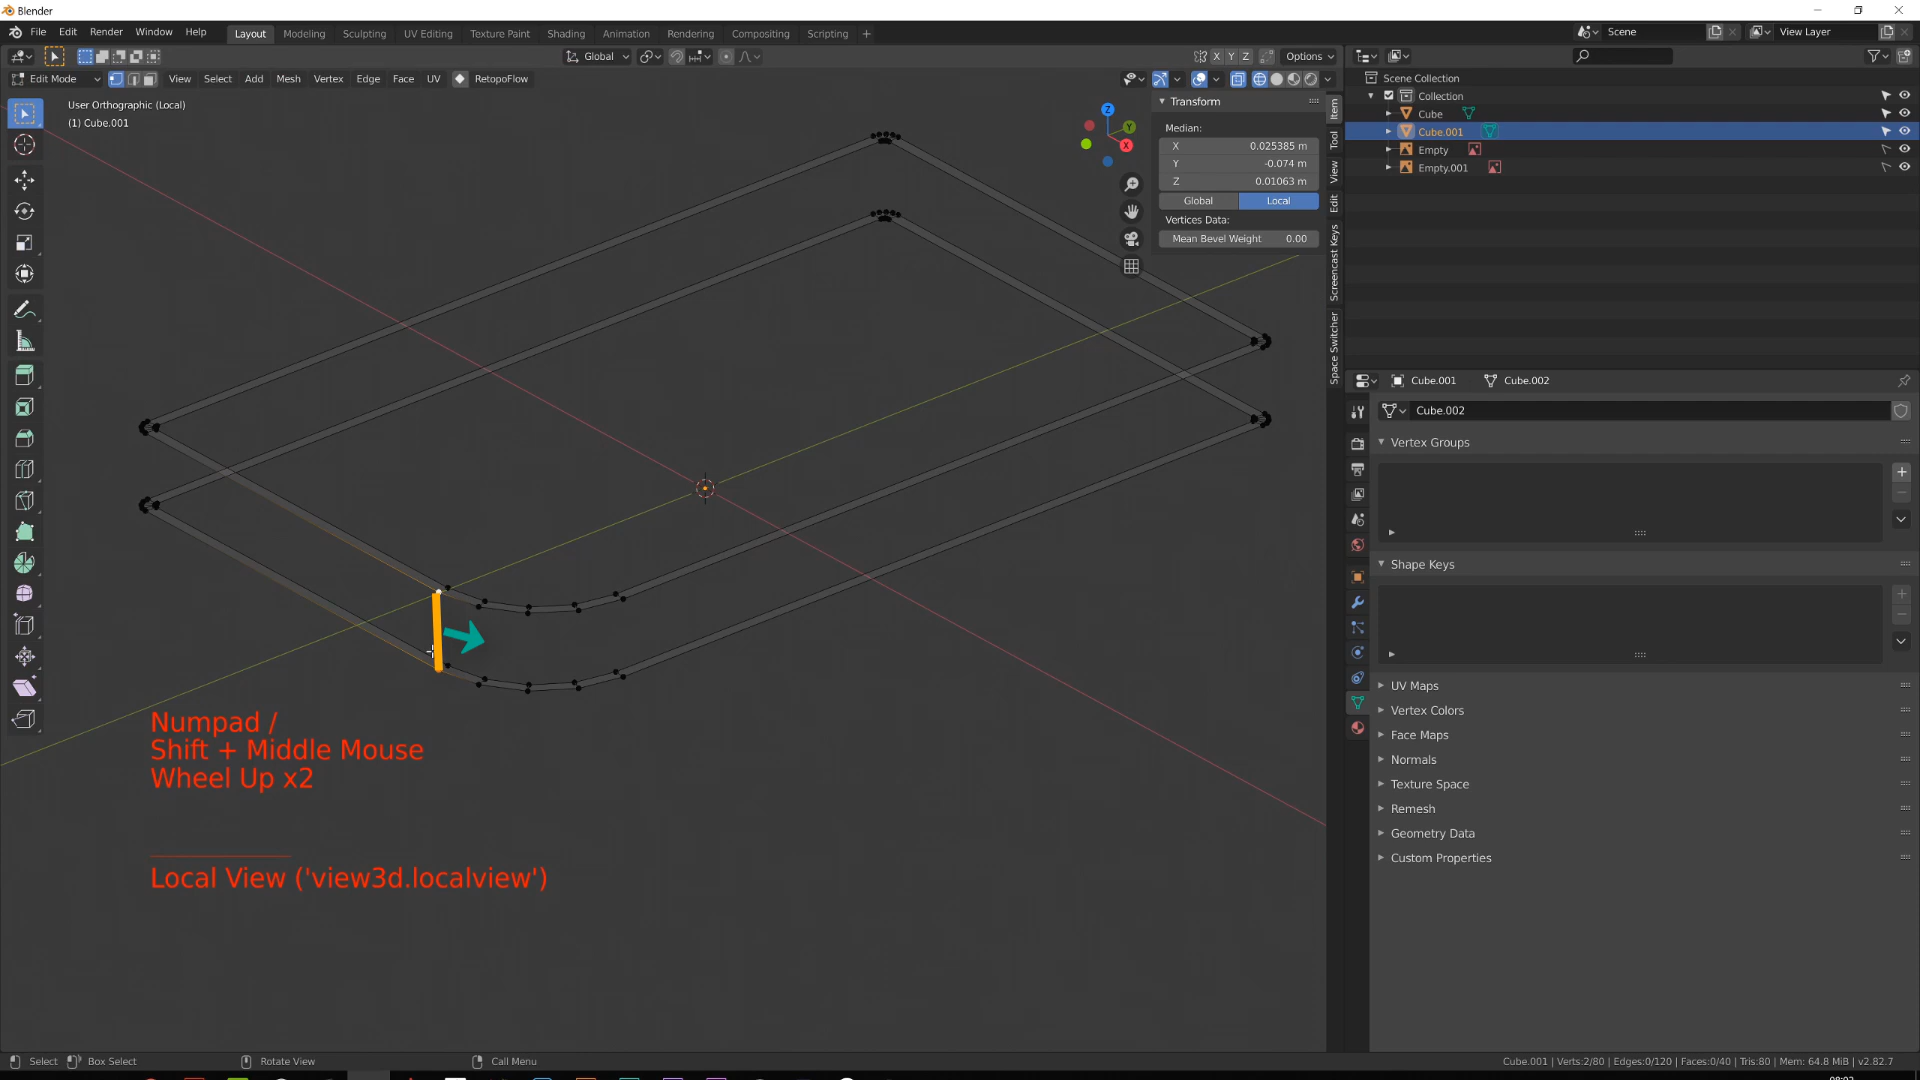 Blender
File Edit Render Window Help
Layout Modeling Sculpting UV Editing Texture Paint Shading Animation Rendering Compositing Scripting +
Scene
View Layer
Global
X Y Z
Options
Edit Mode View Select Add Mesh Vertex Edge Face UV RetopoFlow
User Orthographic (Local)
(1) Cube.001
Z
Y
X
Transform
Median:
X 0.025385 m
Y -0.074 m
Z 0.01063 m
Global Local
Vertices Data:
Mean Bevel Weight 0.00
Item
Tool
View
Edit
Screencast Keys
Space Switcher
Scene Collection
Collection
Cube
Cube.001
Empty
Empty.001
Cube.001 Cube.002
Cube.002
Vertex Groups
Shape Keys
UV Maps
Vertex Colors
Face Maps
Normals
Texture Space
Remesh
Geometry Data
Custom Properties
Numpad /
Shift + Middle Mouse
Wheel Up x2
Local View ('view3d.localview')
Select Box Select Rotate View Call Menu
Cube.001 | Verts:2/80 | Edges:0/120 | Faces:0/40 | Tris:80 | Mem: 64.8 MiB | v2.82.7